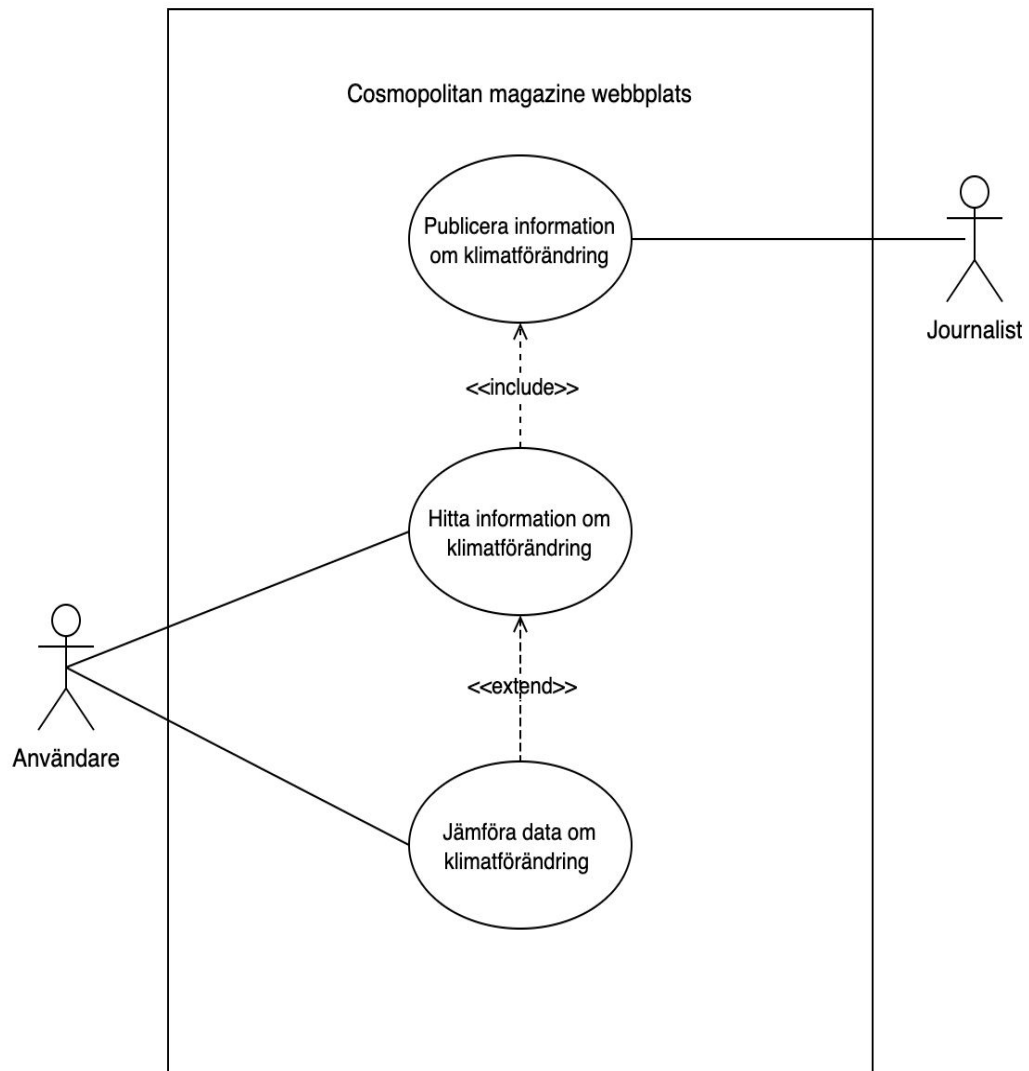 Cosmopolitan magazine webbplats
Publicera information
om klimatförändring
Journalist
<<include>>
Hitta information om
klimatförändring
<<extend>>
Användare
Jämföra data om
klimatförändring